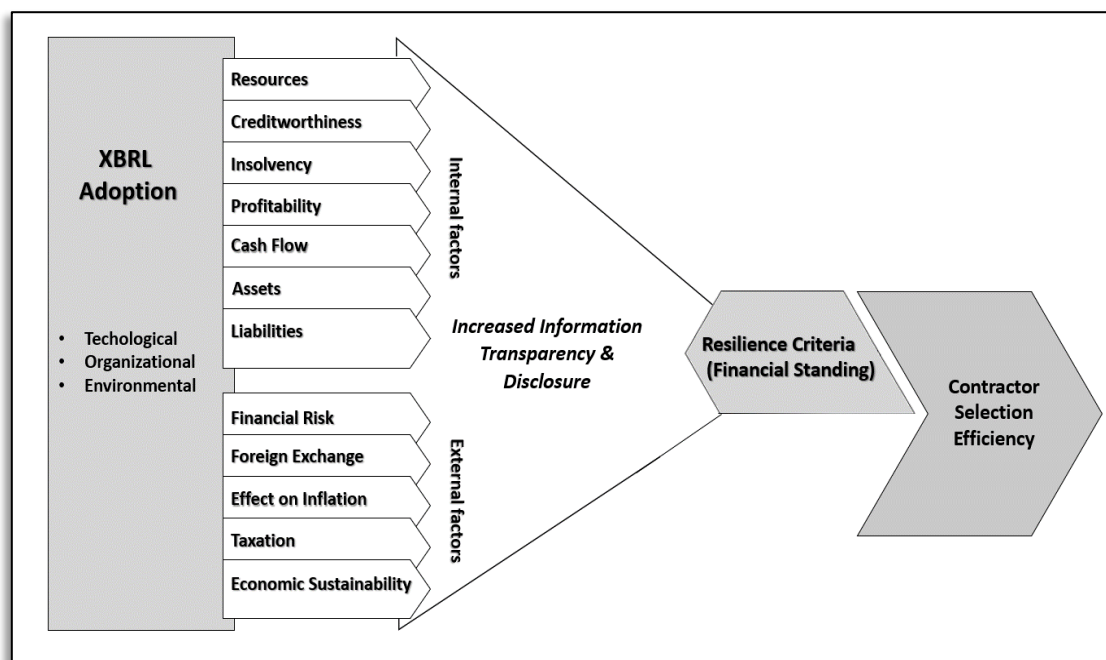 XBRL
Adoption
• Techological
• Organizational
• Environmental
Resources
Creditworthiness
Insolvency
Profitability
Cash Flow
Assets
Liabilities
Internal factors
Financial Risk
Foreign Exchange
Effect on Inflation
Taxation
Economic Sustainability
External factors
Increased Information
Transparency &
Disclosure
Resilience Criteria
(Financial Standing)
Contractor
Selection
Efficiency